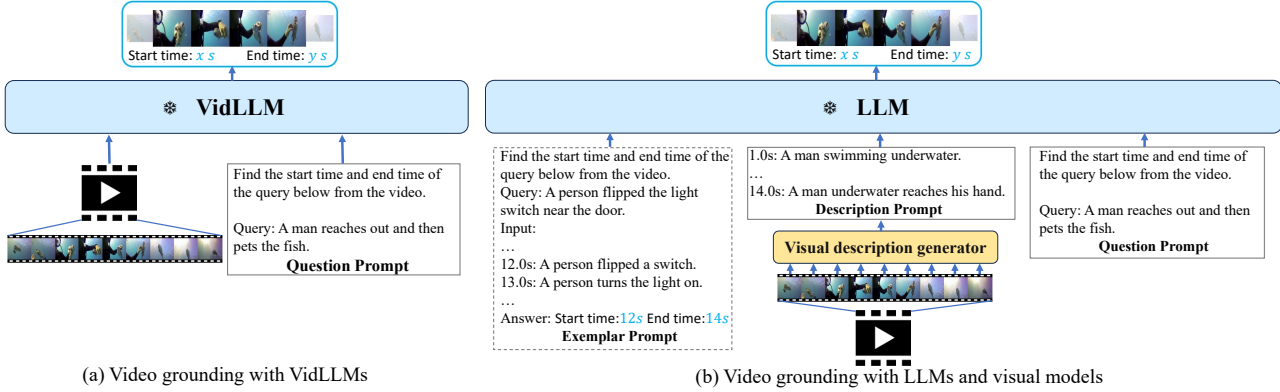 Start time: x s End time: y s
❄ VidLLM
Find the start time and end time of
the query below from the video.
Query: A man reaches out and then
pets the fish.
Question Prompt
(a) Video grounding with VidLLMs
Start time: x s End time: y s
❄ LLM
Find the start time and end time of the
query below from the video.
Query: A person flipped the light
switch near the door.
Input:
…
12.0s: A person flipped a switch.
13.0s: A person turns the light on.
…
Answer: Start time:12s End time:14s
Exemplar Prompt
1.0s: A man swimming underwater.
…
14.0s: A man underwater reaches his hand.
Description Prompt
Visual description generator
Find the start time and end time of
the query below from the video.
Query: A man reaches out and then
pets the fish.
Question Prompt
(b) Video grounding with LLMs and visual models